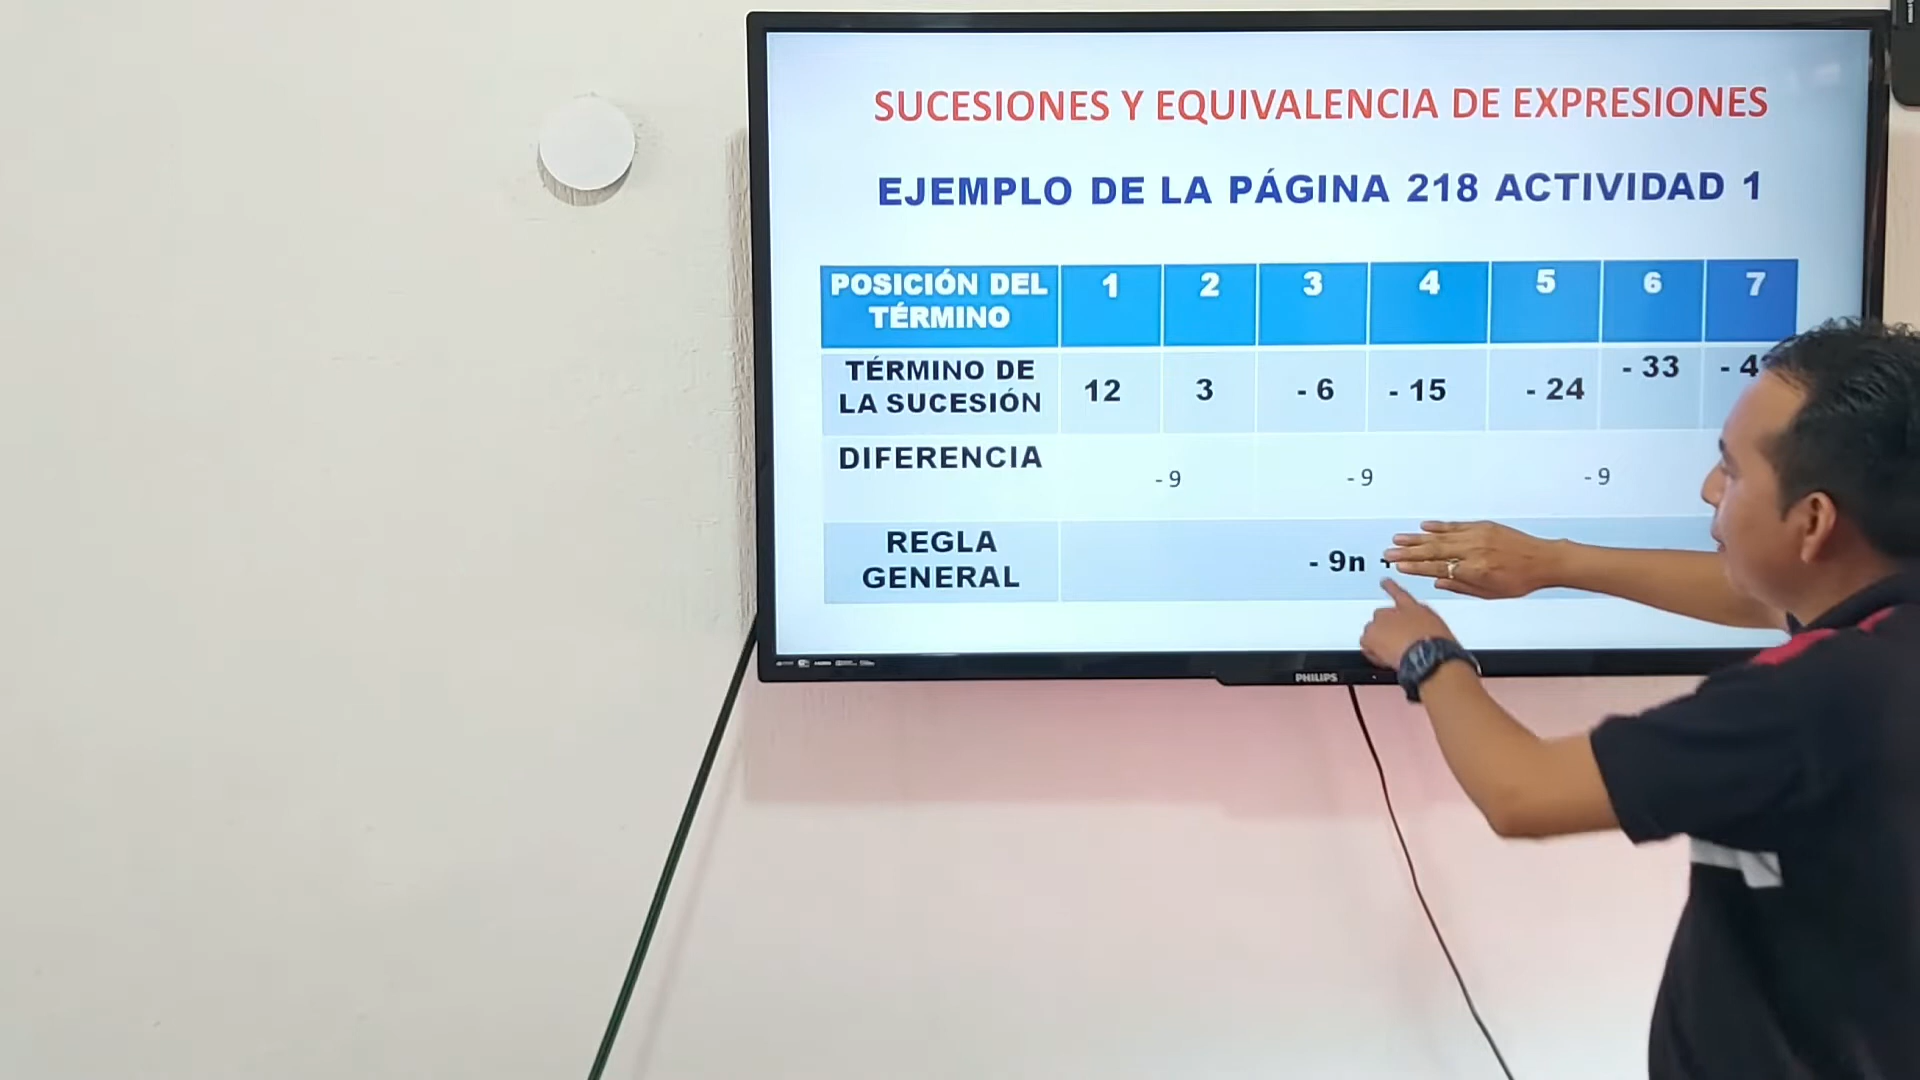 SUCESIONES Y EQUIVALENCIA DE EXPRESIONES
EJEMPLO DE LA PÁGINA 218 ACTIVIDAD 1
POSICIÓN DEL TÉRMINO 1 2 3 4 5 6 7
TÉRMINO DE LA SUCESIÓN 12 3 - 6 - 15 - 24 - 33 - 4
DIFERENCIA - 9 - 9 - 9
REGLA GENERAL - 9n +
PHILIPS